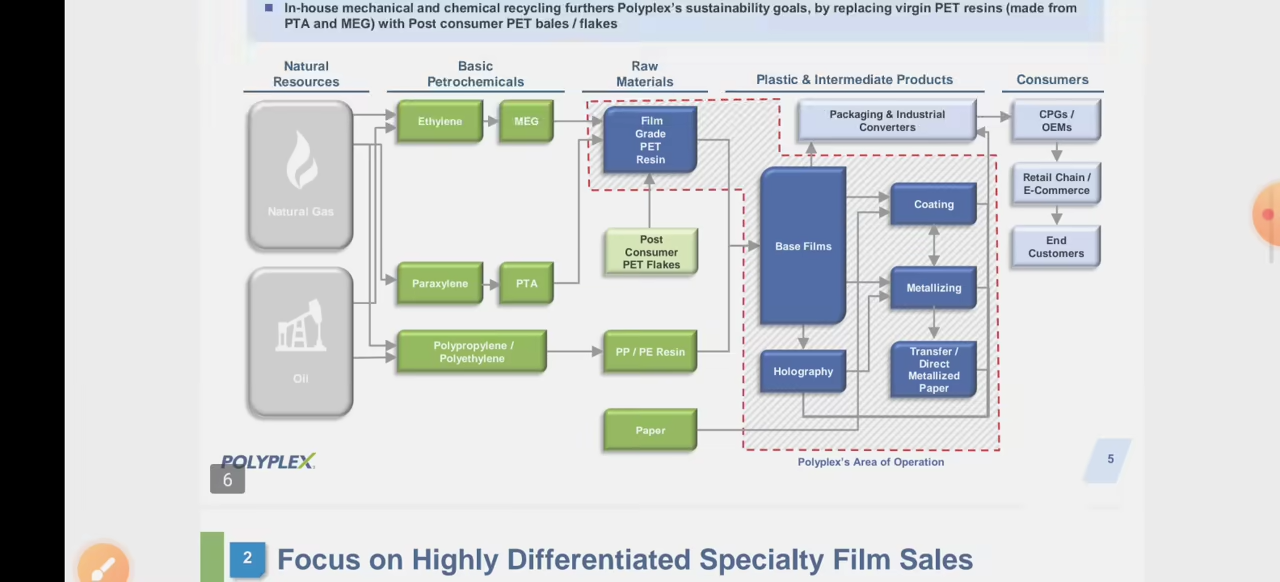 In-house mechanical and chemical recycling furthers Polyplex's sustainability goals, by replacing virgin PET resins (made from
PTA and MEG) with Post consumer PET bales / flakes
Natural
Resources
Basic
Petrochemicals
Raw
Materials
Plastic & Intermediate Products
Consumers
Natural Gas
Oil
Ethylene
MEG
Paraxylene
PTA
Polypropylene /
Polyethylene
Film
Grade
PET
Resin
Post
Consumer
PET Flakes
PP / PE Resin
Paper
Packaging & Industrial
Converters
Base Films
Coating
Metallizing
Holography
Transfer /
Direct
Metallized
Paper
CPGs /
OEMs
Retail Chain /
E-Commerce
End
Customers
POLYPLEX
Polyplex's Area of Operation
5
6
2
Focus on Highly Differentiated Specialty Film Sales